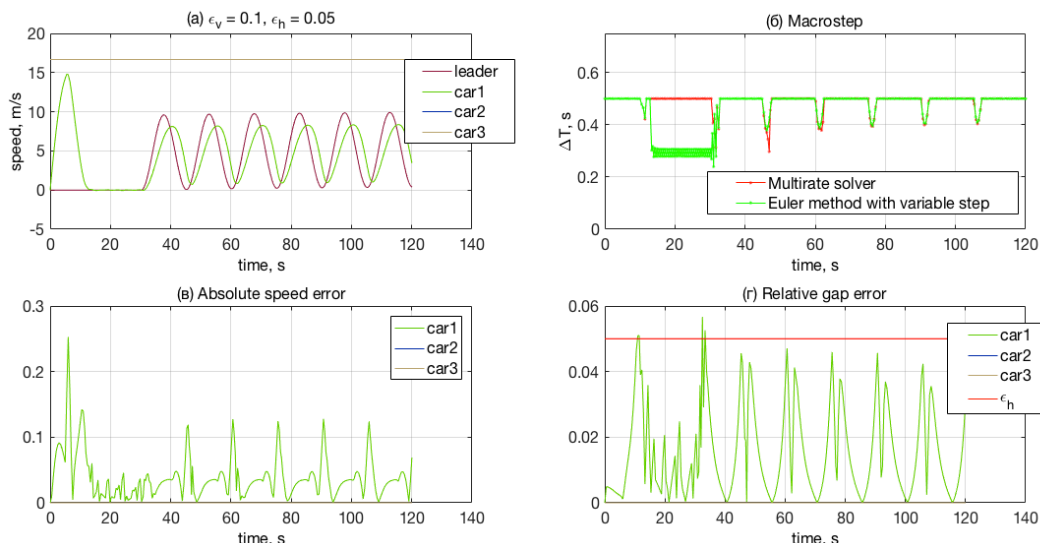 (а) ϵv = 0.1, ϵh = 0.05
20
15
10
5
0
-5
speed, m/s
0 20 40 60 80 100 120 140
time, s
leader
car1
car2
car3
(б) Macrostep
0.6
0.4
0.2
0
ΔT, s
0 20 40 60 80 100 120
time, s
Multirate solver
Euler method with variable step
(в) Absolute speed error
0.3
0.2
0.1
0
0 20 40 60 80 100 120 140
time, s
car1
car2
car3
(г) Relative gap error
0.06
0.04
0.02
0
0 20 40 60 80 100 120 140
time, s
car1
car2
car3
ϵh